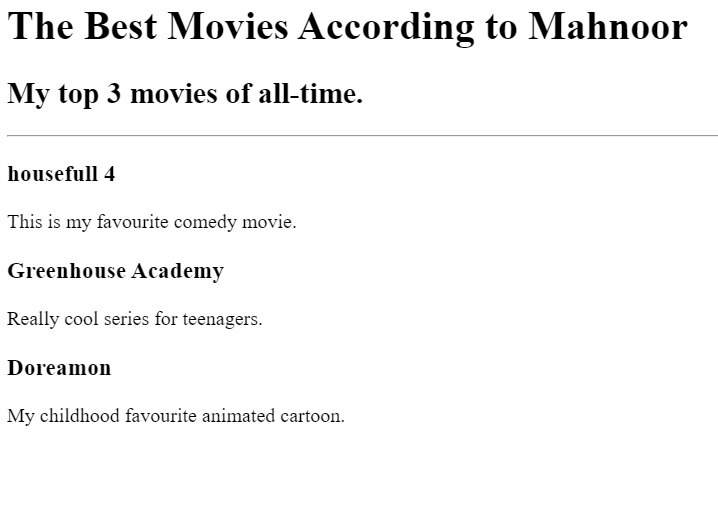 The Best Movies According to Mahnoor
My top 3 movies of all-time.
housefull 4
This is my favourite comedy movie.
Greenhouse Academy
Really cool series for teenagers.
Doreamon
My childhood favourite animated cartoon.